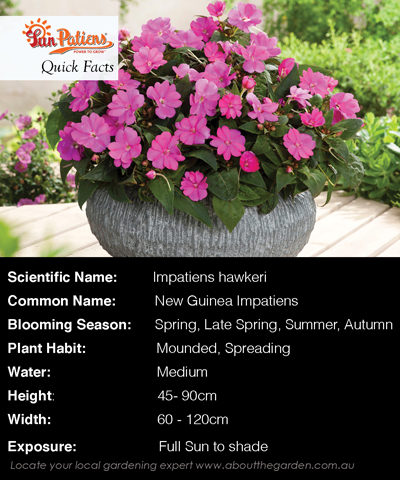 SunPatiens®
POWER TO GROW™
Quick Facts
Scientific Name: Impatiens hawkeri
Common Name: New Guinea Impatiens
Blooming Season: Spring, Late Spring, Summer, Autumn
Plant Habit: Mounded, Spreading
Water: Medium
Height: 45- 90cm
Width: 60 - 120cm
Exposure: Full Sun to shade
Locate your local gardening expert www.aboutthegarden.com.au